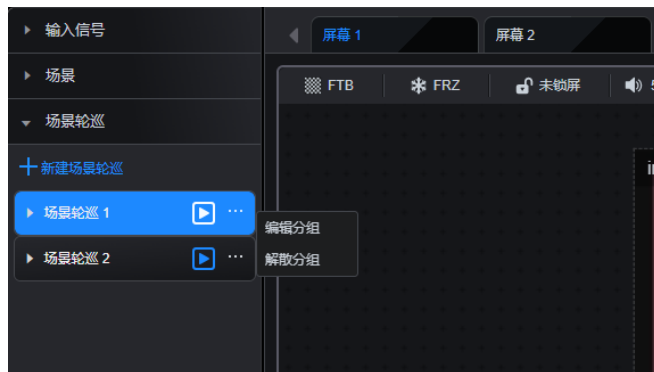 输入信号
场景
场景轮巡
新建场景轮巡
场景轮巡 1
场景轮巡 2
编辑分组
解散分组
屏幕 1
屏幕 2
FTB
FRZ
未锁屏